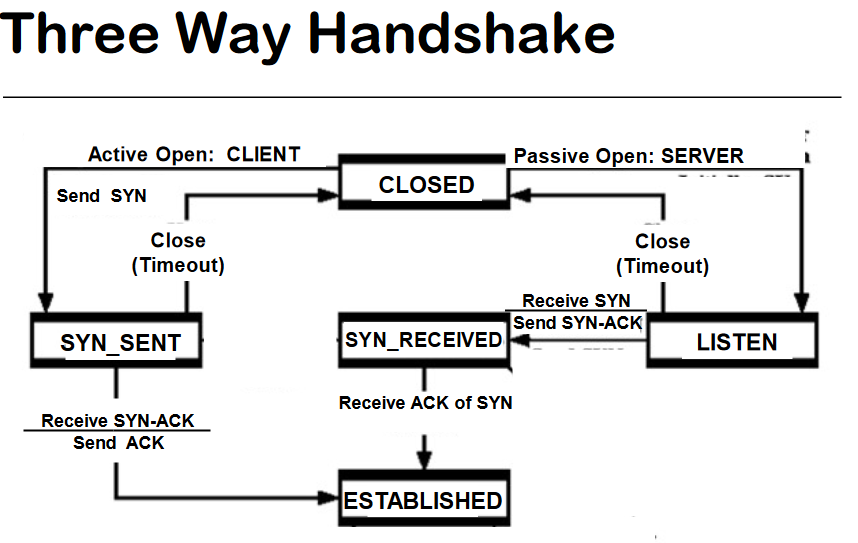 Three Way Handshake
Active Open: CLIENT
Passive Open: SERVER
CLOSED
Send SYN
Close
(Timeout)
Close
(Timeout)
Receive SYN
Send SYN-ACK
SYN_SENT
SYN_RECEIVED
LISTEN
Receive ACK of SYN
Receive SYN-ACK
Send ACK
ESTABLISHED